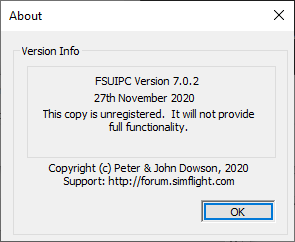 About
Version Info
FSUIPC Version 7.0.2
27th November 2020
This copy is unregistered.  It will not provide
full functionality.
Copyright (c) Peter & John Dowson, 2020
Support: http://forum.simflight.com
OK